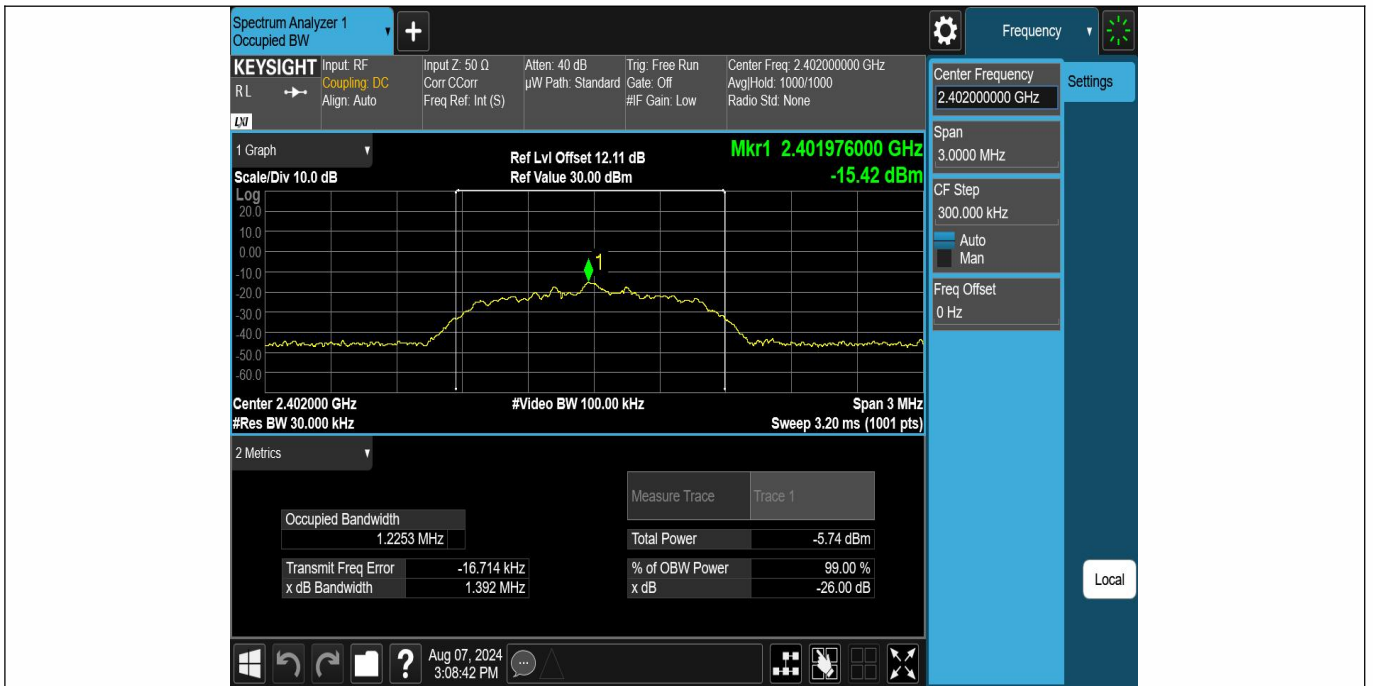 Spectrum Analyzer 1
Occupied BW
Frequency
KEYSIGHT
RL
LXI
Input: RF
Coupling: DC
Align: Auto
Input Z: 50 Ω
Corr CCorr
Freq Ref: Int (S)
Atten: 40 dB
µW Path: Standard
Trig: Free Run
Gate: Off
#IF Gain: Low
Center Freq: 2.402000000 GHz
Avg|Hold: 1000/1000
Radio Std: None
Center Frequency
2.402000000 GHz
Settings
Span
3.0000 MHz
CF Step
300.000 kHz
Auto
Man
Freq Offset
0 Hz
Local
1 Graph
Scale/Div 10.0 dB
Ref Lvl Offset 12.11 dB
Ref Value 30.00 dBm
Mkr1 2.401976000 GHz
-15.42 dBm
Log
20.0
10.0
0.00
-10.0
-20.0
-30.0
-40.0
-50.0
-60.0
1
Center 2.402000 GHz
#Video BW 100.00 kHz
Span 3 MHz
#Res BW 30.000 kHz
Sweep 3.20 ms (1001 pts)
2 Metrics
Measure Trace Trace 1
Occupied Bandwidth
1.2253 MHz
Total Power -5.74 dBm
Transmit Freq Error -16.714 kHz
% of OBW Power 99.00 %
x dB Bandwidth 1.392 MHz
x dB -26.00 dB
?
Aug 07, 2024
3:08:42 PM